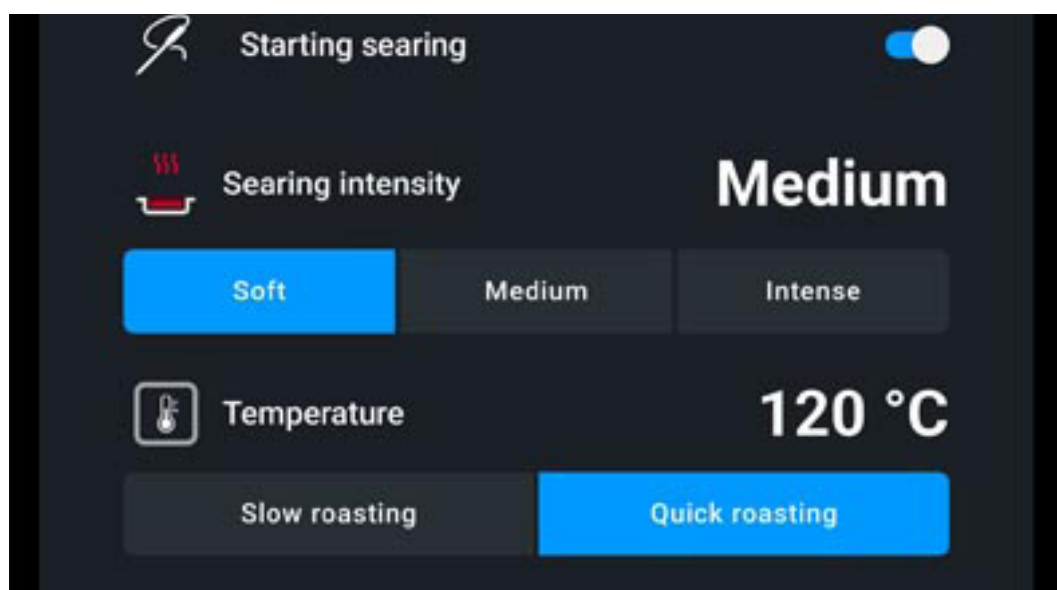 Starting searing
Searing intensity Medium
Soft Medium Intense
Temperature 120 °C
Slow roasting Quick roasting